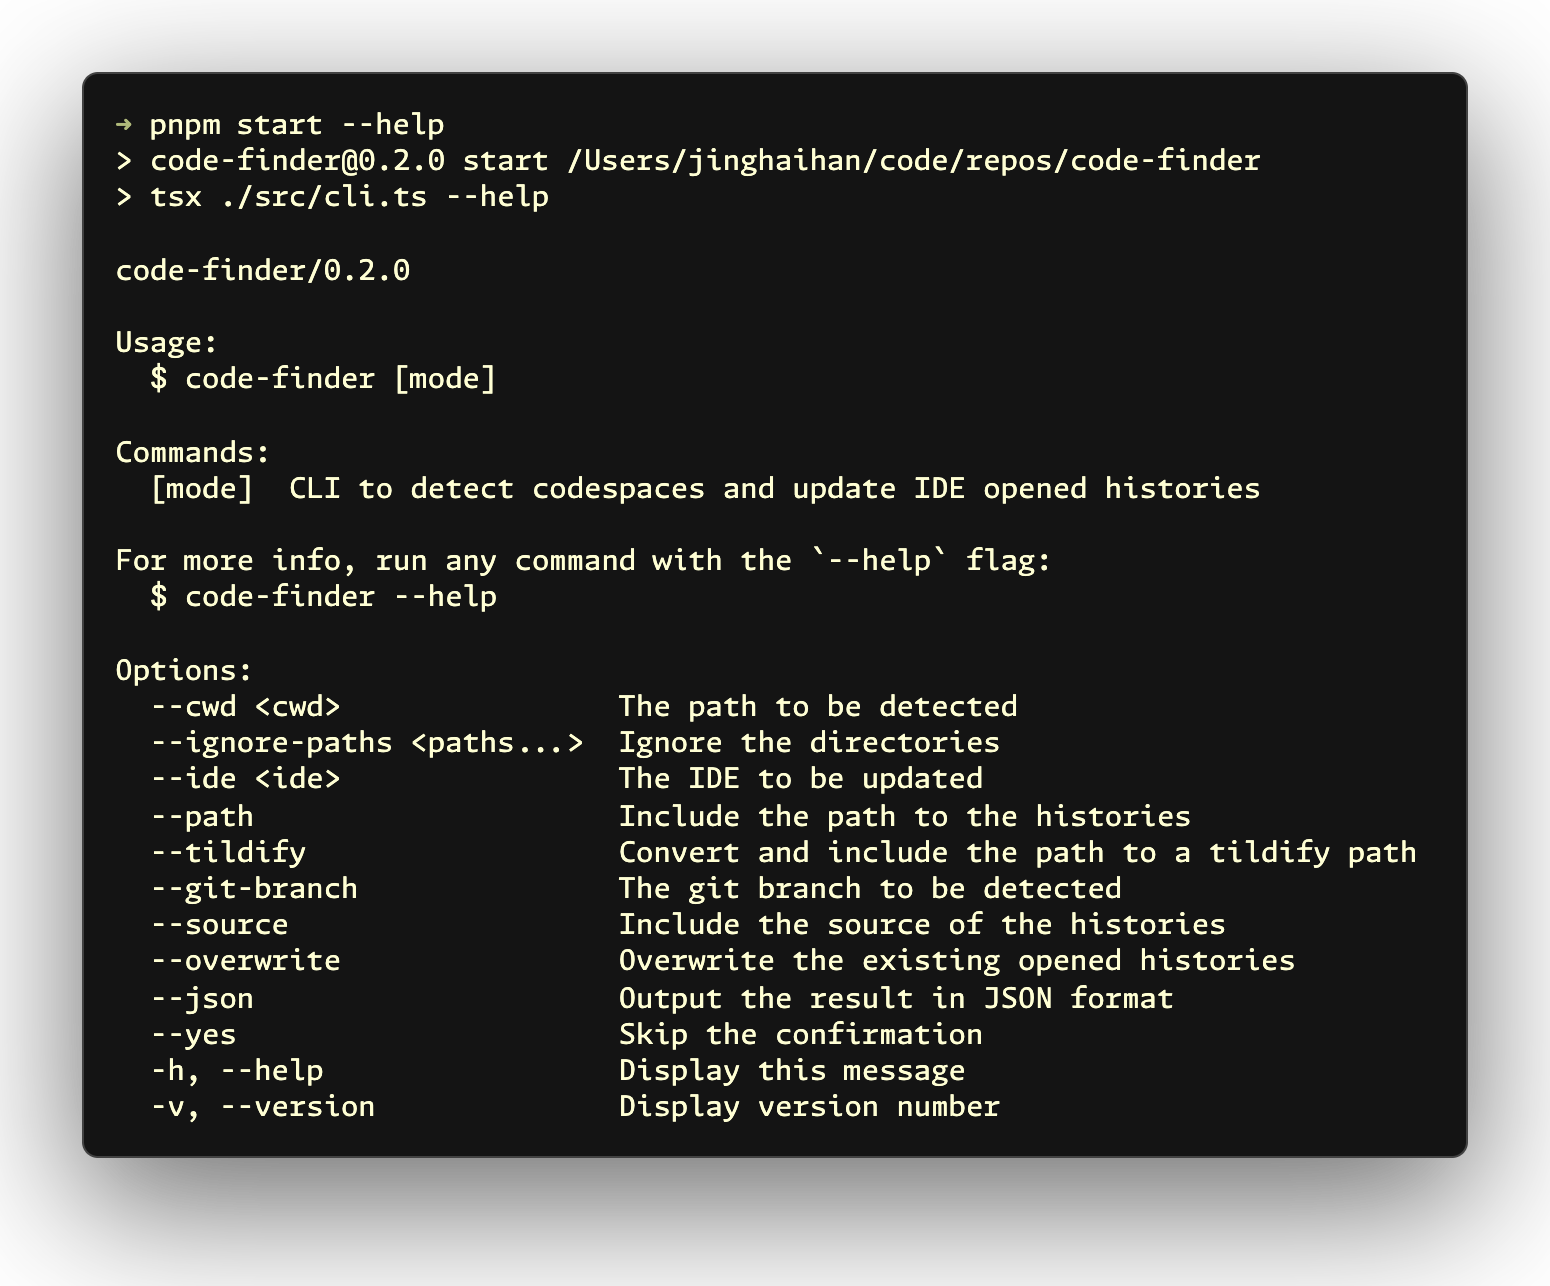 ➜ pnpm start --help
> code-finder@0.2.0 start /Users/jinghaihan/code/repos/code-finder
> tsx ./src/cli.ts --help
code-finder/0.2.0
Usage:
  $ code-finder [mode]
Commands:
  [mode]  CLI to detect codespaces and update IDE opened histories
For more info, run any command with the `--help` flag:
  $ code-finder --help
Options:
  --cwd <cwd>                The path to be detected
  --ignore-paths <paths...>  Ignore the directories
  --ide <ide>                The IDE to be updated
  --path                     Include the path to the histories
  --tildify                  Convert and include the path to a tildify path
  --git-branch               The git branch to be detected
  --source                   Include the source of the histories
  --overwrite                Overwrite the existing opened histories
  --json                     Output the result in JSON format
  --yes                      Skip the confirmation
  -h, --help                 Display this message
  -v, --version              Display version number